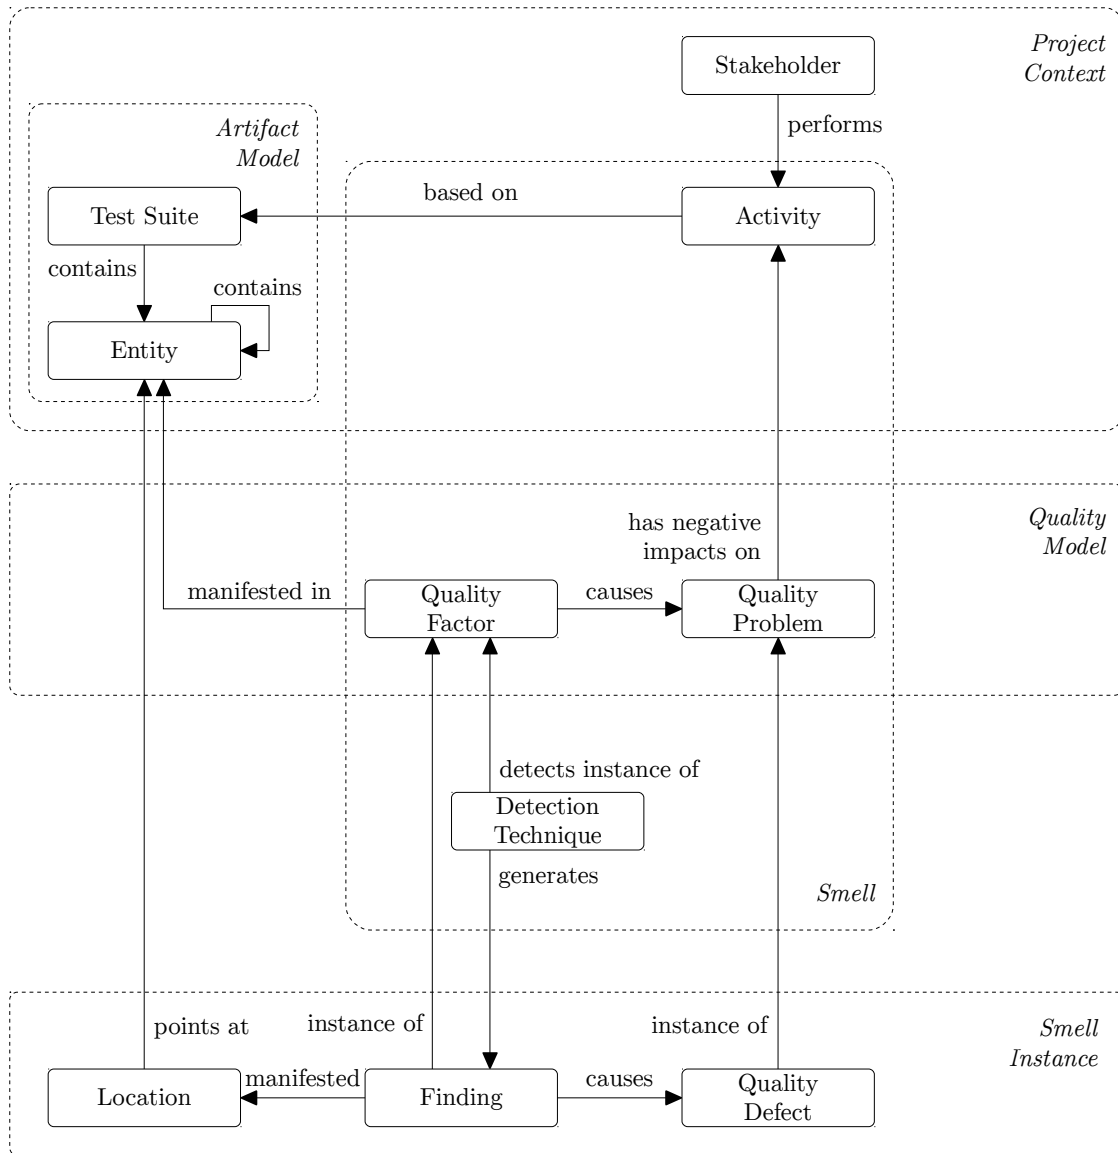 Project
Context
Stakeholder
performs
Artifact
Model
Test Suite
based on
Activity
contains
contains
Entity
Quality
Model
has negative
impacts on
manifested in
Quality
Factor
causes
Quality
Problem
detects instance of
Detection
Technique
generates
Smell
Smell
Instance
points at
instance of
instance of
Location
manifested
Finding
causes
Quality
Defect